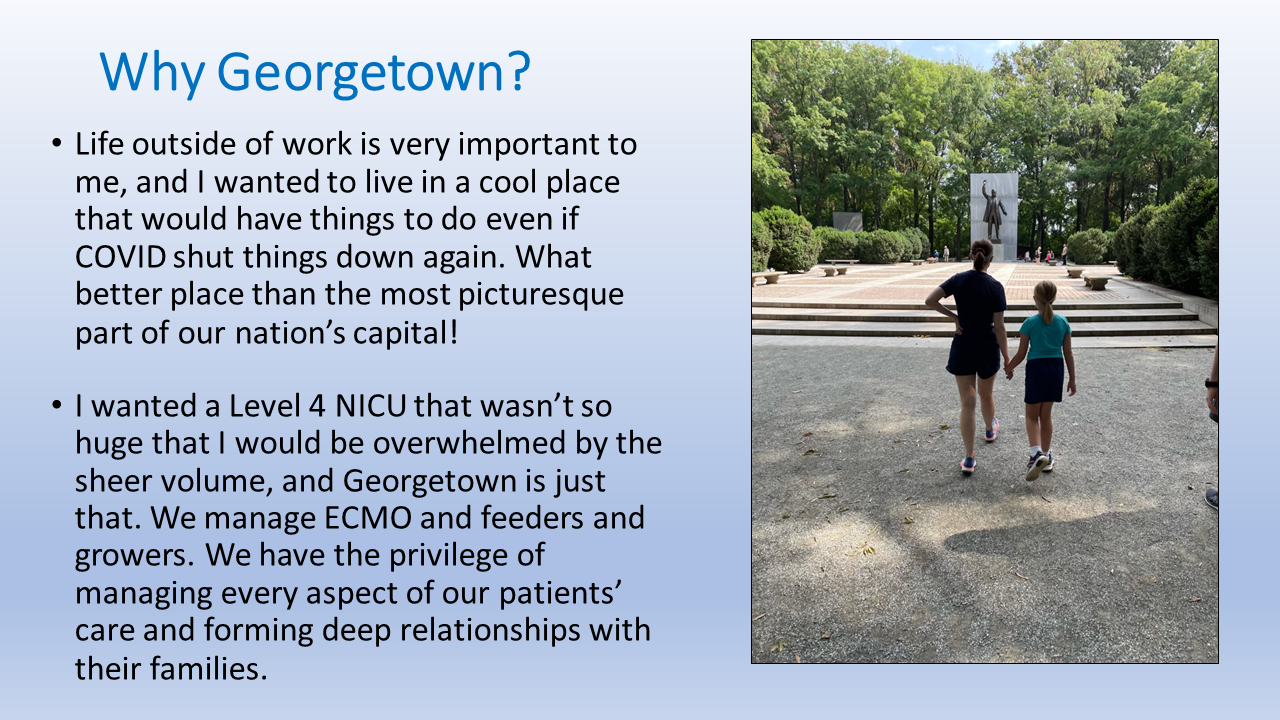 Why Georgetown?
• Life outside of work is very important to
me, and I wanted to live in a cool place
that would have things to do even if
COVID shut things down again. What
better place than the most picturesque
part of our nation’s capital!
• I wanted a Level 4 NICU that wasn’t so
huge that I would be overwhelmed by the
sheer volume, and Georgetown is just
that. We manage ECMO and feeders and
growers. We have the privilege of
managing every aspect of our patients’
care and forming deep relationships with
their families.